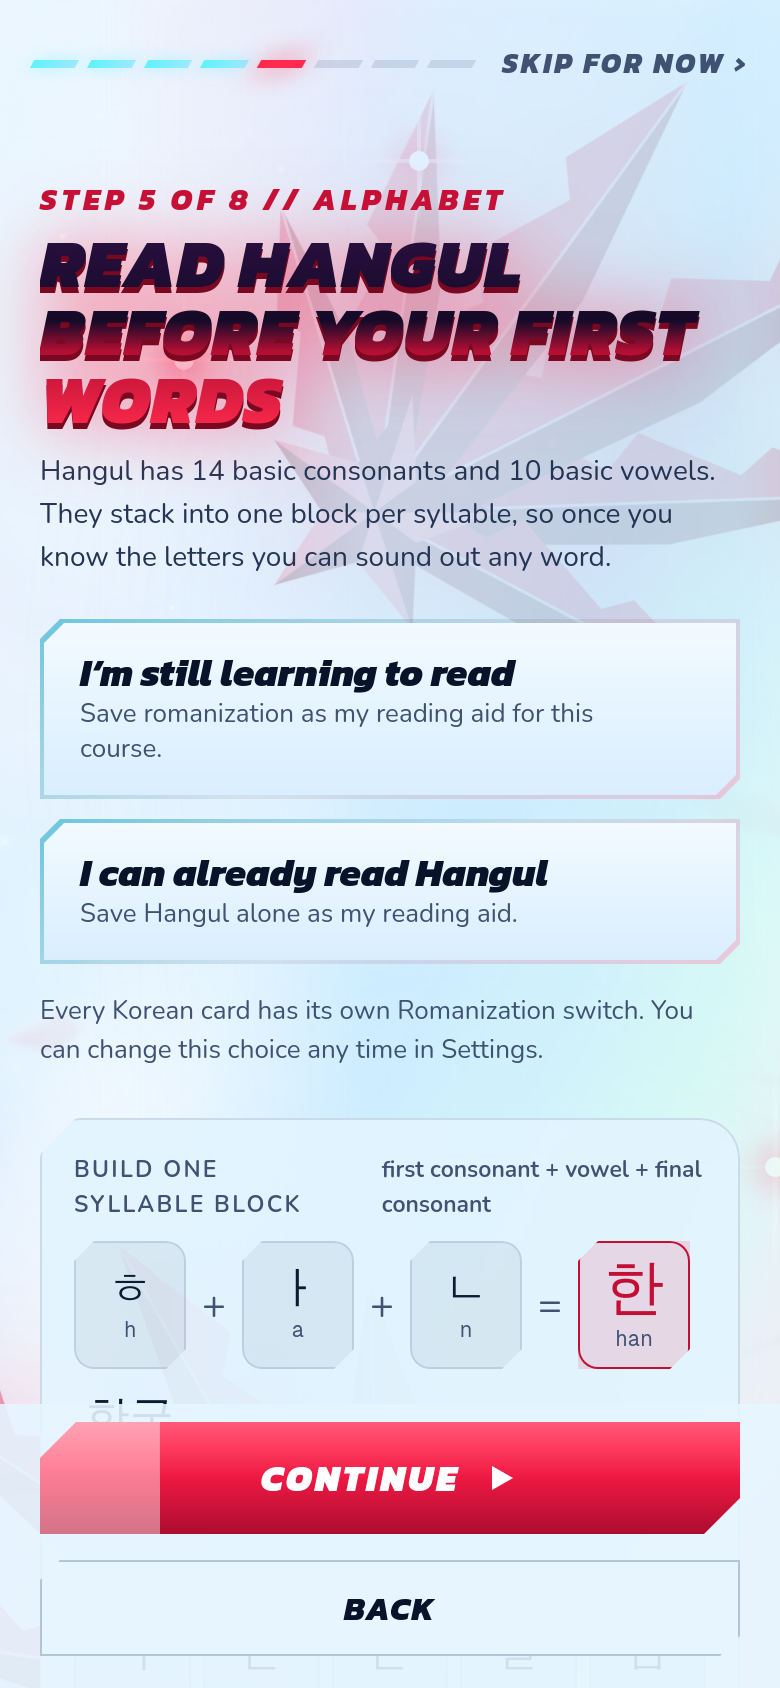 SKIP FOR NOW ›
STEP 5 OF 8 // ALPHABET
READ HANGUL
BEFORE YOUR FIRST
WORDS
Hangul has 14 basic consonants and 10 basic vowels.
They stack into one block per syllable, so once you
know the letters you can sound out any word.
I’m still learning to read
Save romanization as my reading aid for this
course.
I can already read Hangul
Save Hangul alone as my reading aid.
Every Korean card has its own Romanization switch. You
can change this choice any time in Settings.
BUILD ONE
SYLLABLE BLOCK
first consonant + vowel + final
consonant
ㅎ + ㅏ + ㄴ = 한
h a n han
CONTINUE
BACK